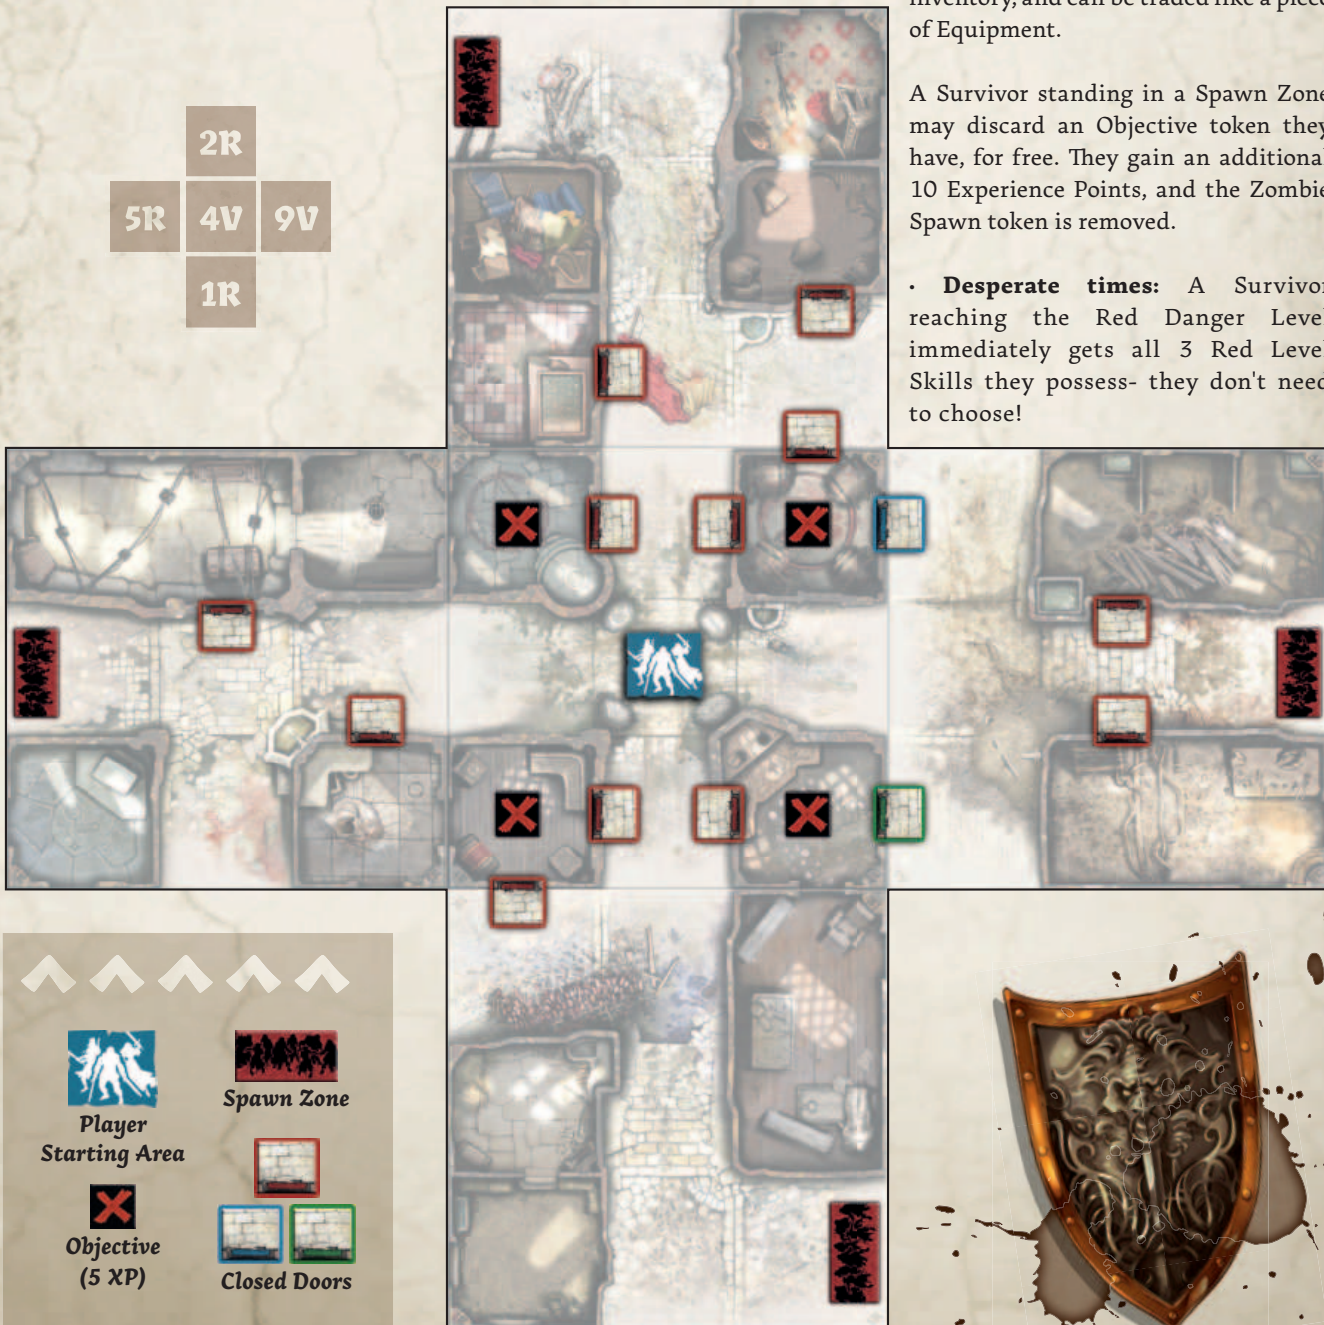 of Equipment.
A Survivor standing in a Spawn Zone
may discard an Objective token they
have, for free. They gain an additional
10 Experience Points, and the Zombie
Spawn token is removed.
· Desperate times: A Survivor
reaching the Red Danger Level
immediately gets all 3 Red Level
Skills they possess- they don't need
to choose!
2R
5R 4V 9V
1R
Player
Starting Area
Spawn Zone
Objective
(5 XP)
Closed Doors